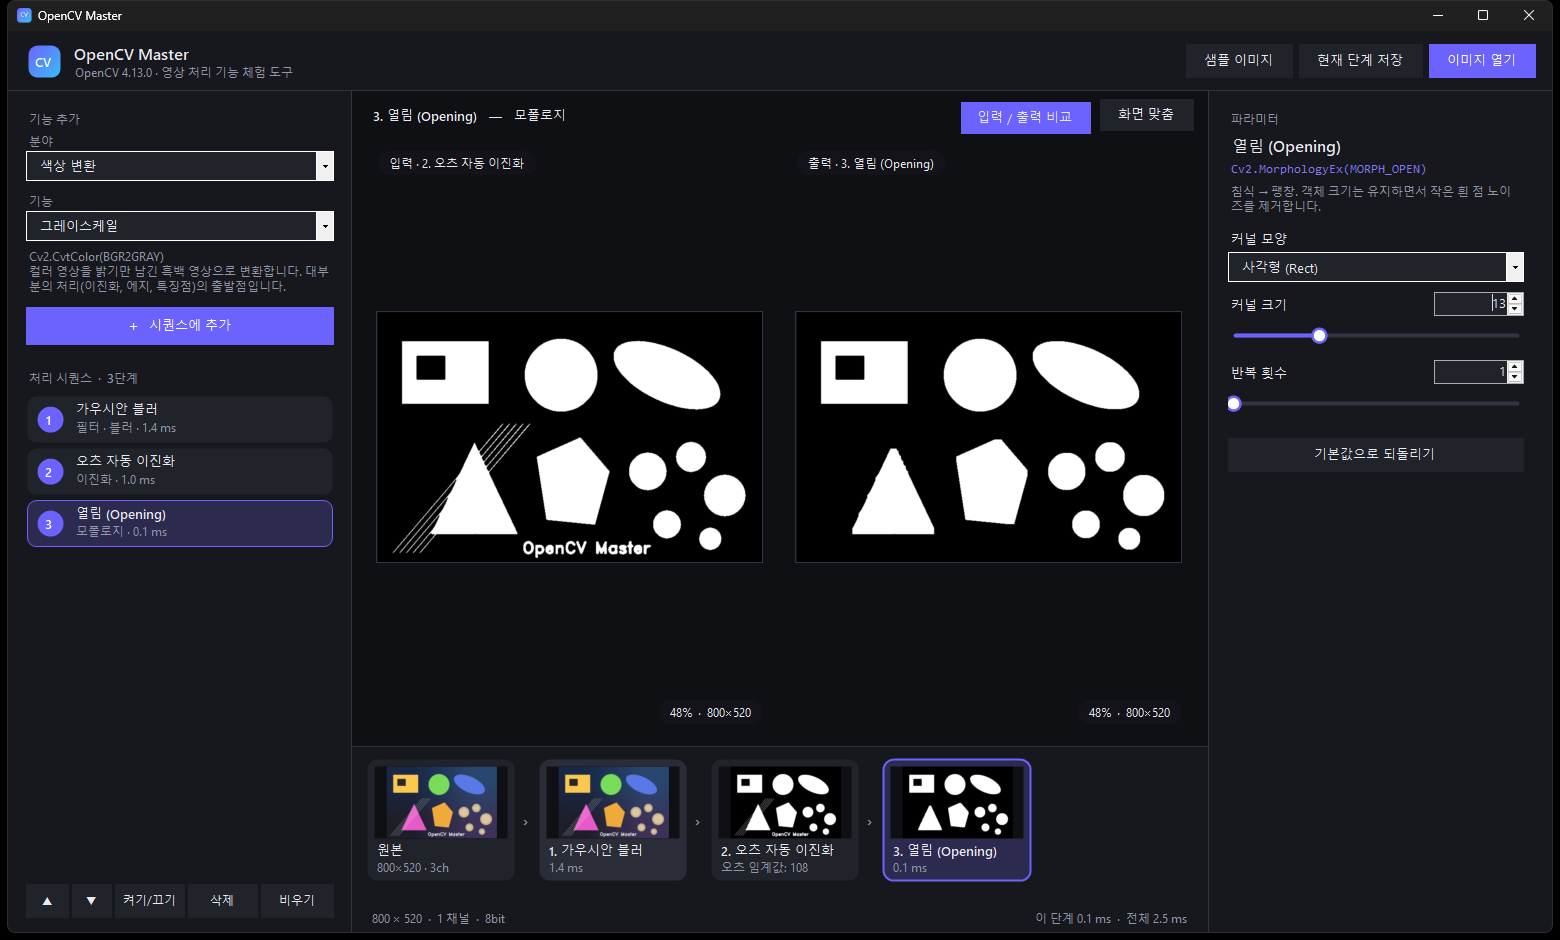 CV OpenCV Master
CV
OpenCV Master
OpenCV 4.13.0 · 영상 처리 기능 체험 도구
샘플 이미지
현재 단계 저장
이미지 열기
기능 추가
분야
색상 변환
기능
그레이스케일
Cv2.CvtColor(BGR2GRAY)
컬러 영상을 밝기만 남긴 흑백 영상으로 변환합니다. 대부
분의 처리(이진화, 에지, 특징점)의 출발점입니다.
+ 시퀀스에 추가
처리 시퀀스 · 3단계
1 가우시안 블러
필터 · 블러 · 1.4 ms
2 오츠 자동 이진화
이진화 · 1.0 ms
3 열림 (Opening)
모폴로지 · 0.1 ms
▲ ▼ 켜기/끄기 삭제 비우기
3. 열림 (Opening) — 모폴로지
입력 / 출력 비교
화면 맞춤
입력 · 2. 오츠 자동 이진화
출력 · 3. 열림 (Opening)
OpenCV Master
48% · 800×520
48% · 800×520
OpenCV Master
원본
800×520 · 3ch
OpenCV Master
1. 가우시안 블러
1.4 ms
OpenCV Master
2. 오츠 자동 이진화
오츠 임계값: 108
3. 열림 (Opening)
0.1 ms
800 × 520 · 1 채널 · 8bit
이 단계 0.1 ms · 전체 2.5 ms
파라미터
열림 (Opening)
Cv2.MorphologyEx(MORPH_OPEN)
침식 → 팽창. 객체 크기는 유지하면서 작은 흰 점 노이
즈를 제거합니다.
커널 모양
사각형 (Rect)
커널 크기
13
반복 횟수
1
기본값으로 되돌리기